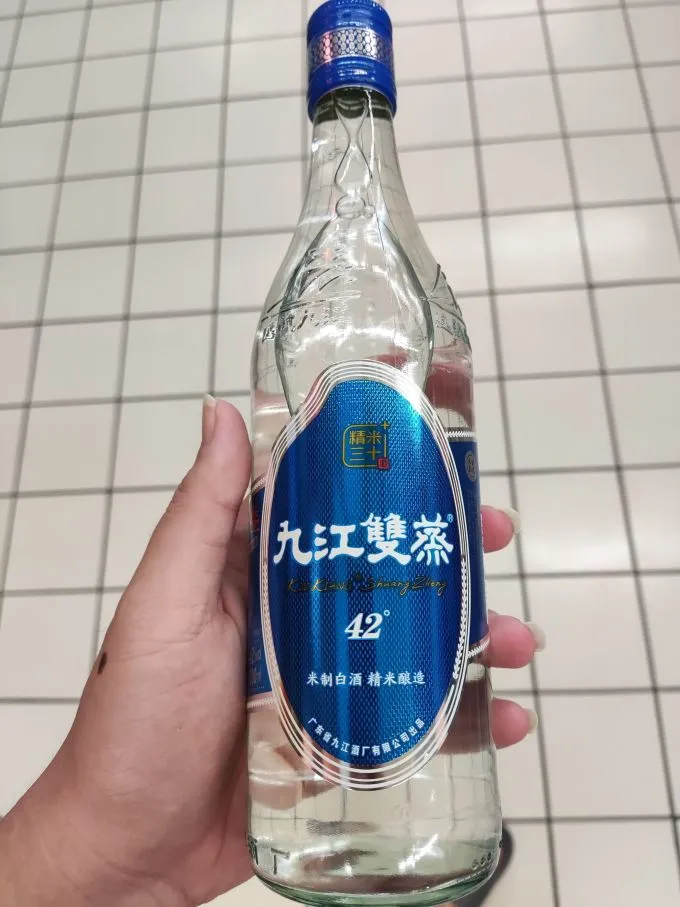 精米
三十
九江雙蒸®
Kiu Kiang Shuang Zheng
42°
米制白酒 精米酿造
广东省九江酒厂有限公司出品